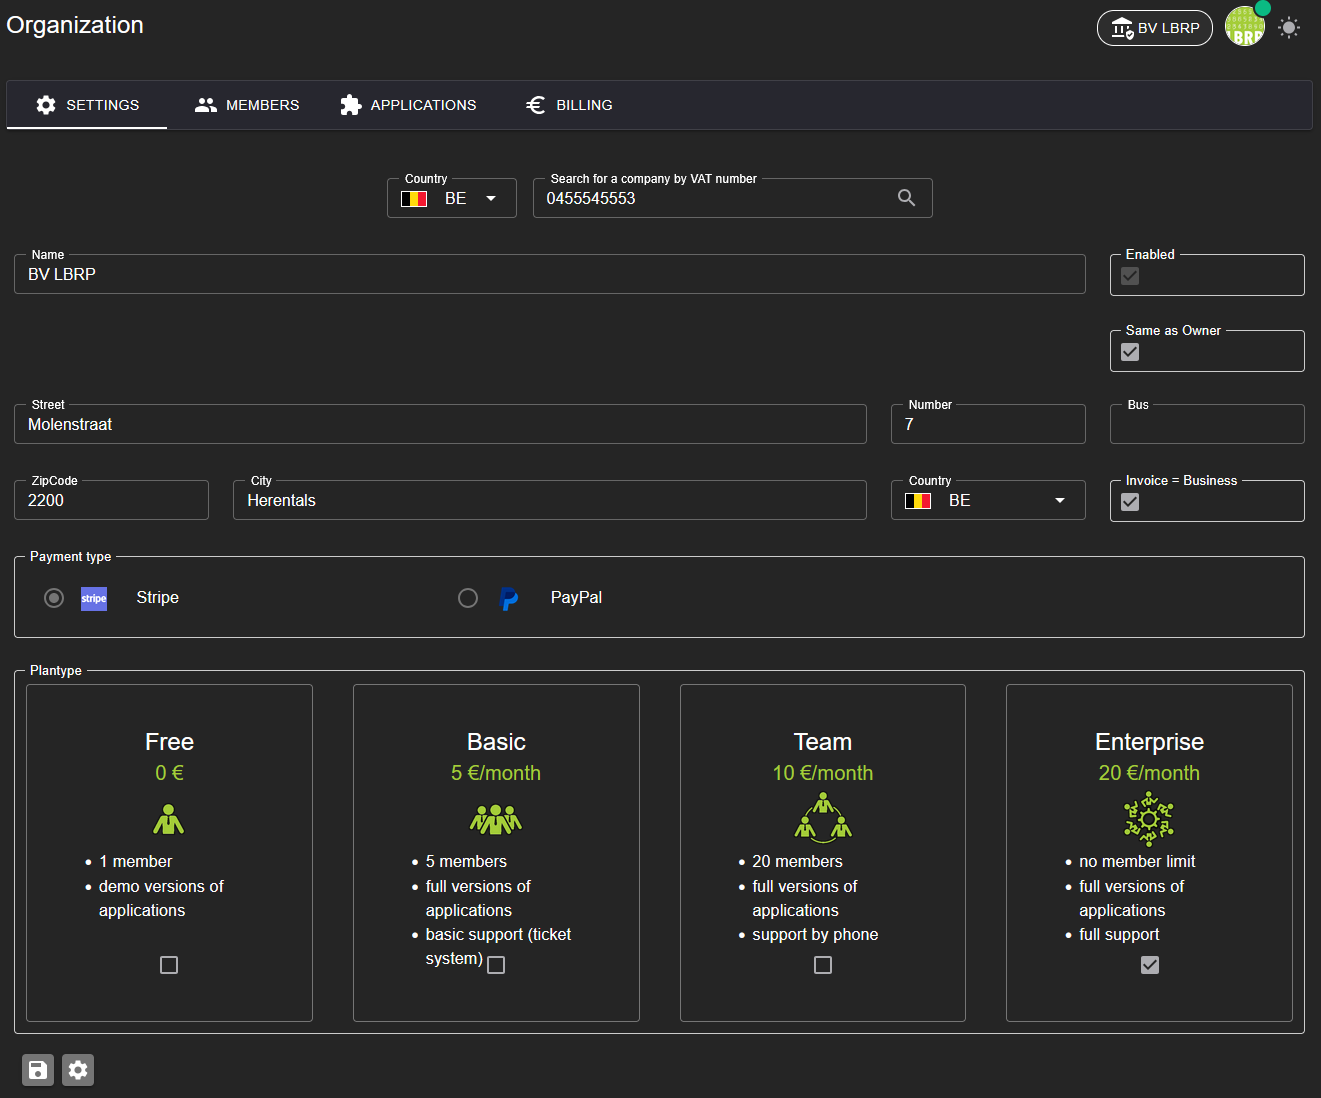 Organization
BV LBRP
LBRP
SETTINGS
MEMBERS
APPLICATIONS
BILLING
Country
BE
Search for a company by VAT number
0455545553
Name
BV LBRP
Enabled
Same as Owner
Street
Molenstraat
Number
7
Bus
ZipCode
2200
City
Herentals
Country
BE
Invoice = Business
Payment type
stripe
Stripe
PayPal
Plantype
Free
0 €
• 1 member
• demo versions of
applications
Basic
5 €/month
• 5 members
• full versions of
applications
• basic support (ticket
system)
Team
10 €/month
• 20 members
• full versions of
applications
• support by phone
Enterprise
20 €/month
• no member limit
• full versions of
applications
• full support